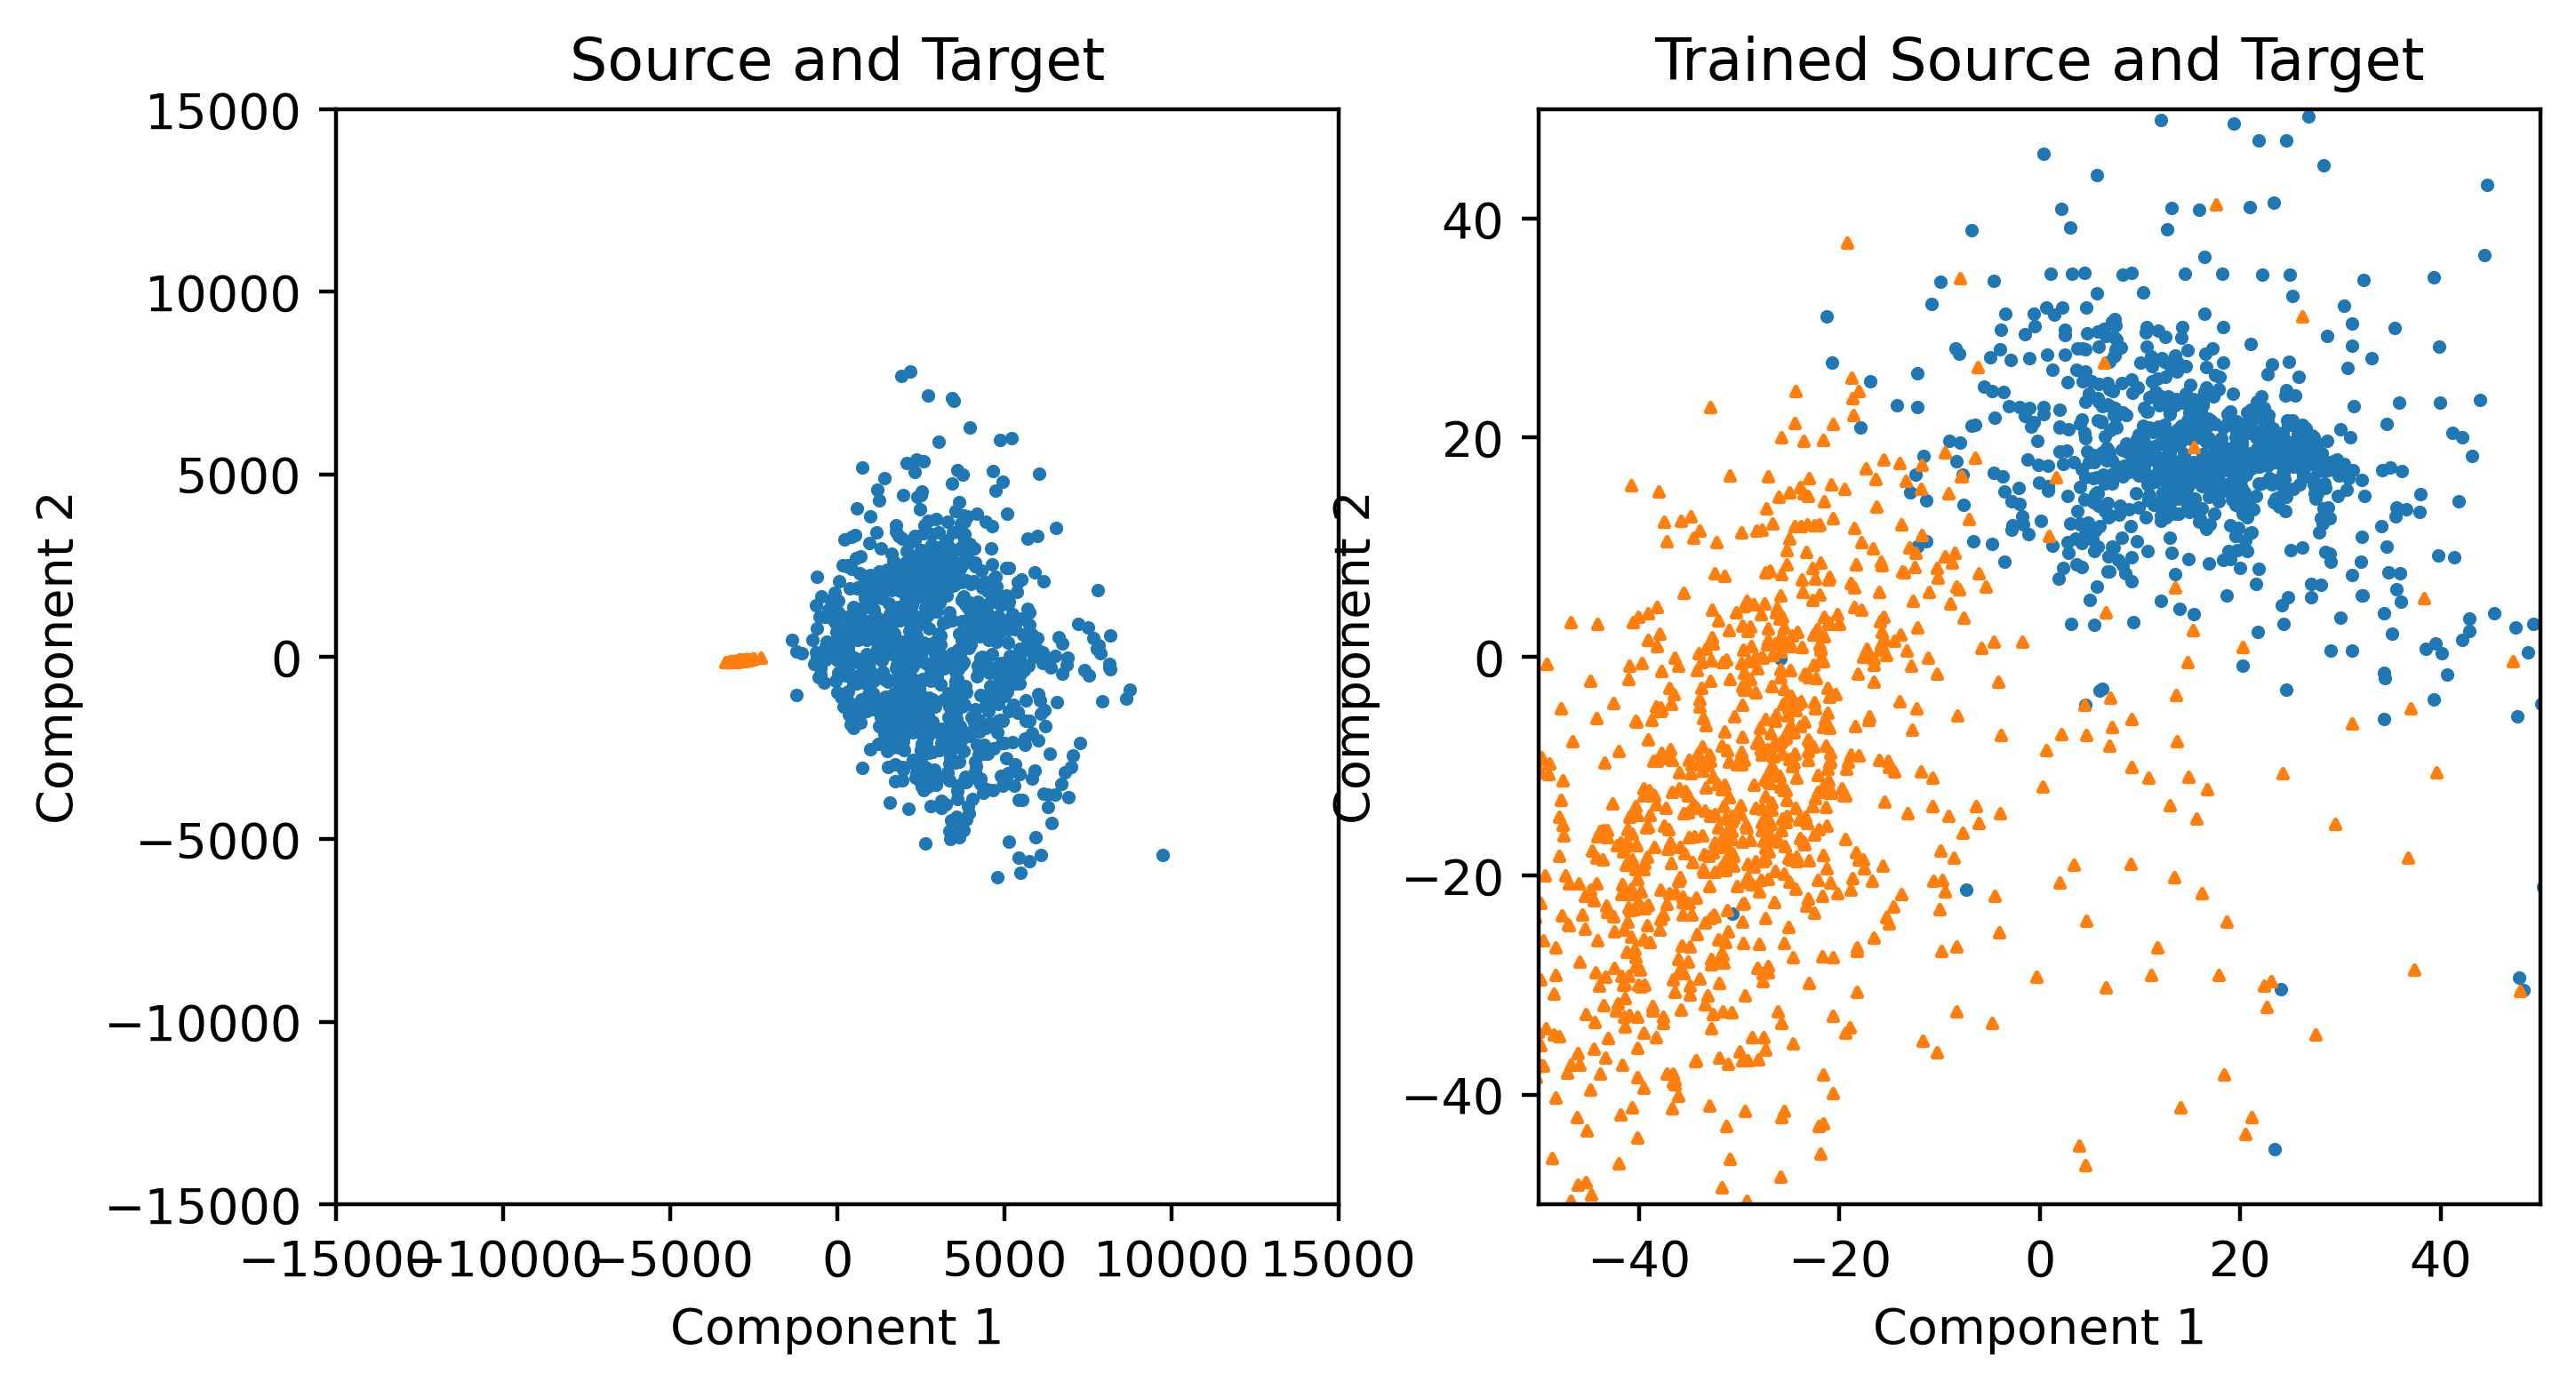 Source and Target
15000
10000
5000
0
−5000
−10000
−15000
Component 2
−15000 −10000 −5000 0 5000 10000 15000
Component 1
Trained Source and Target
40
20
0
−20
−40
Component 2
−40 −20 0 20 40
Component 1